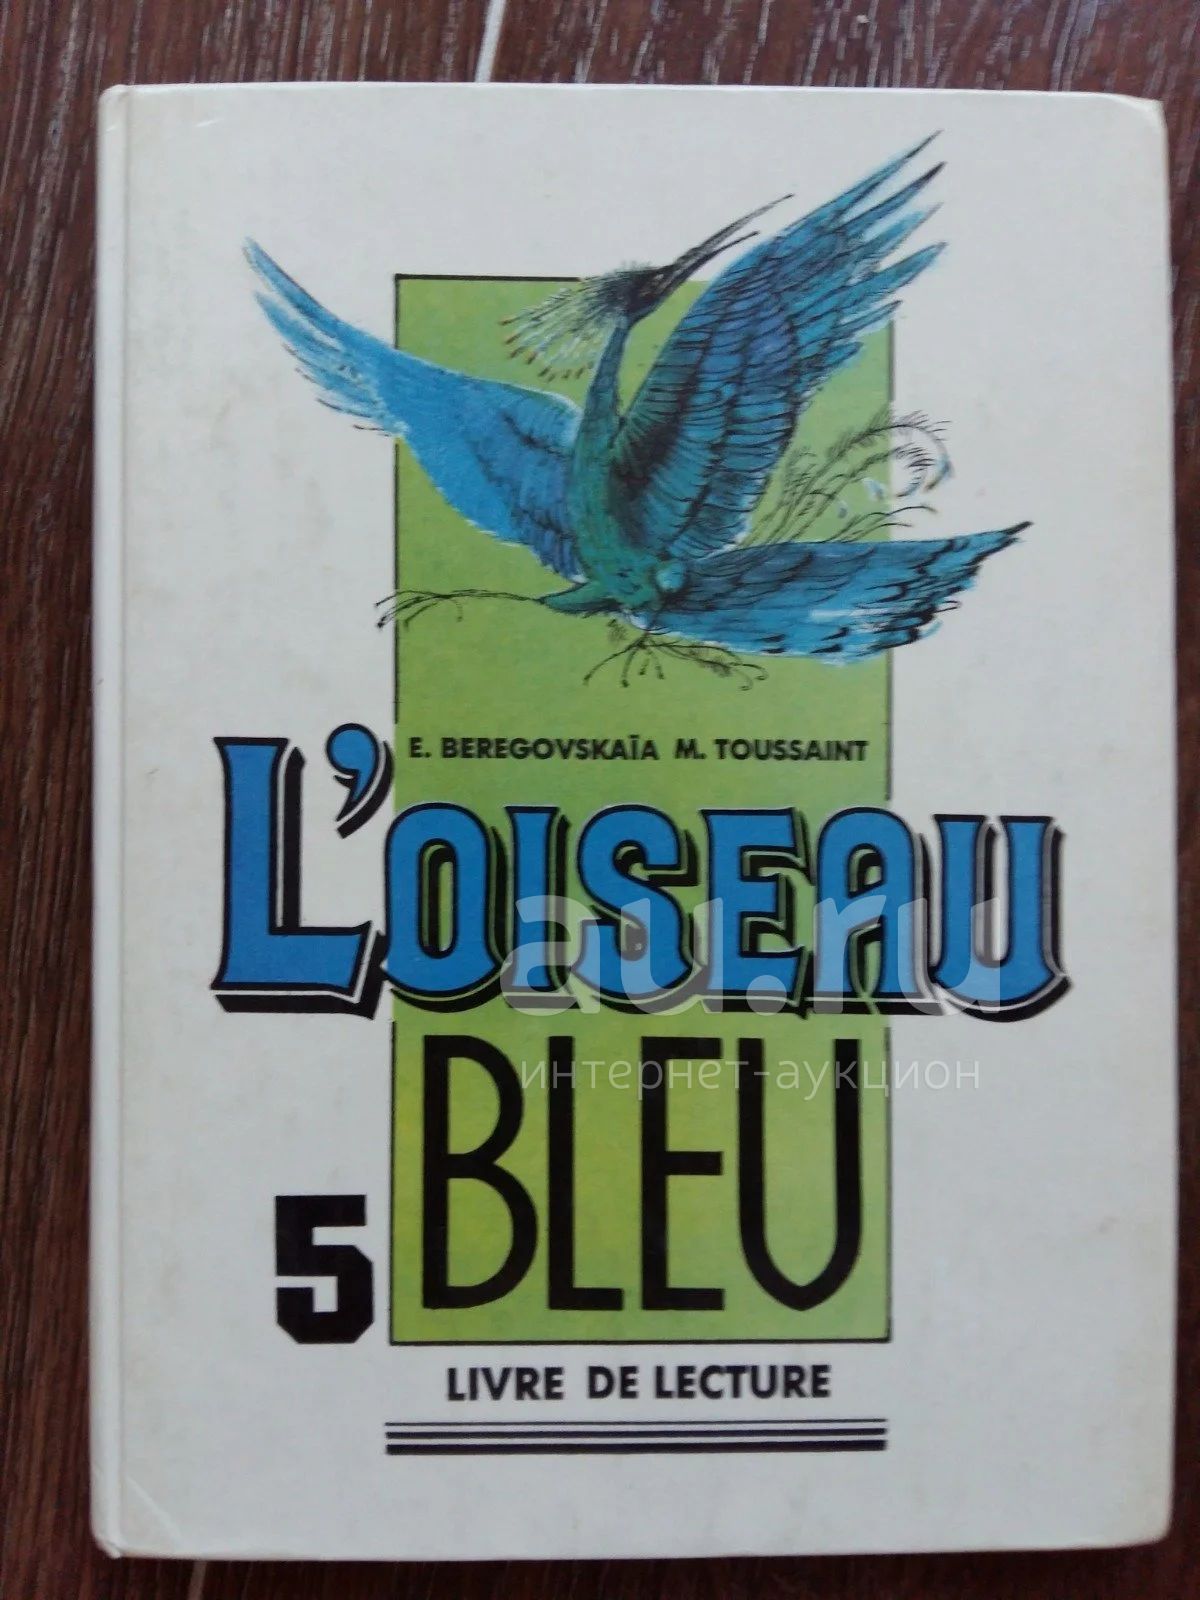 E. BEREGOVSKAÏA M. TOUSSAINT
L'OISEAU
au.ru
BLEU
интернет-аукцион
5
LIVRE DE LECTURE